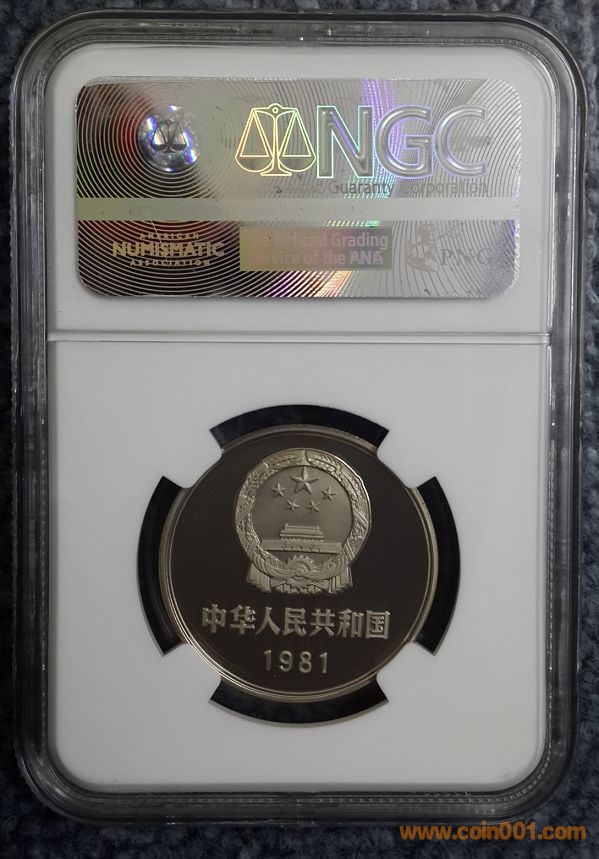 NGC
Guaranty Corporation
AMERICAN
NUMISMATIC
ASSOCIATION
The Official Grading
Service of the ANA
PNG
中华人民共和国
1981
www.coin001.com